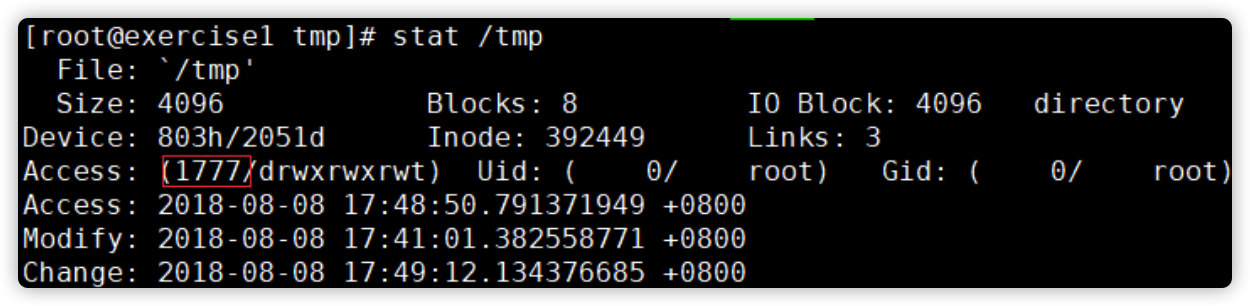 [root@exercise1 tmp]# stat /tmp
  File: `/tmp'
  Size: 4096            Blocks: 8          IO Block: 4096   directory
Device: 803h/2051d      Inode: 392449      Links: 3
Access: (1777/drwxrwxrwt)  Uid: (    0/    root)   Gid: (    0/    root)
Access: 2018-08-08 17:48:50.791371949 +0800
Modify: 2018-08-08 17:41:01.382558771 +0800
Change: 2018-08-08 17:49:12.134376685 +0800